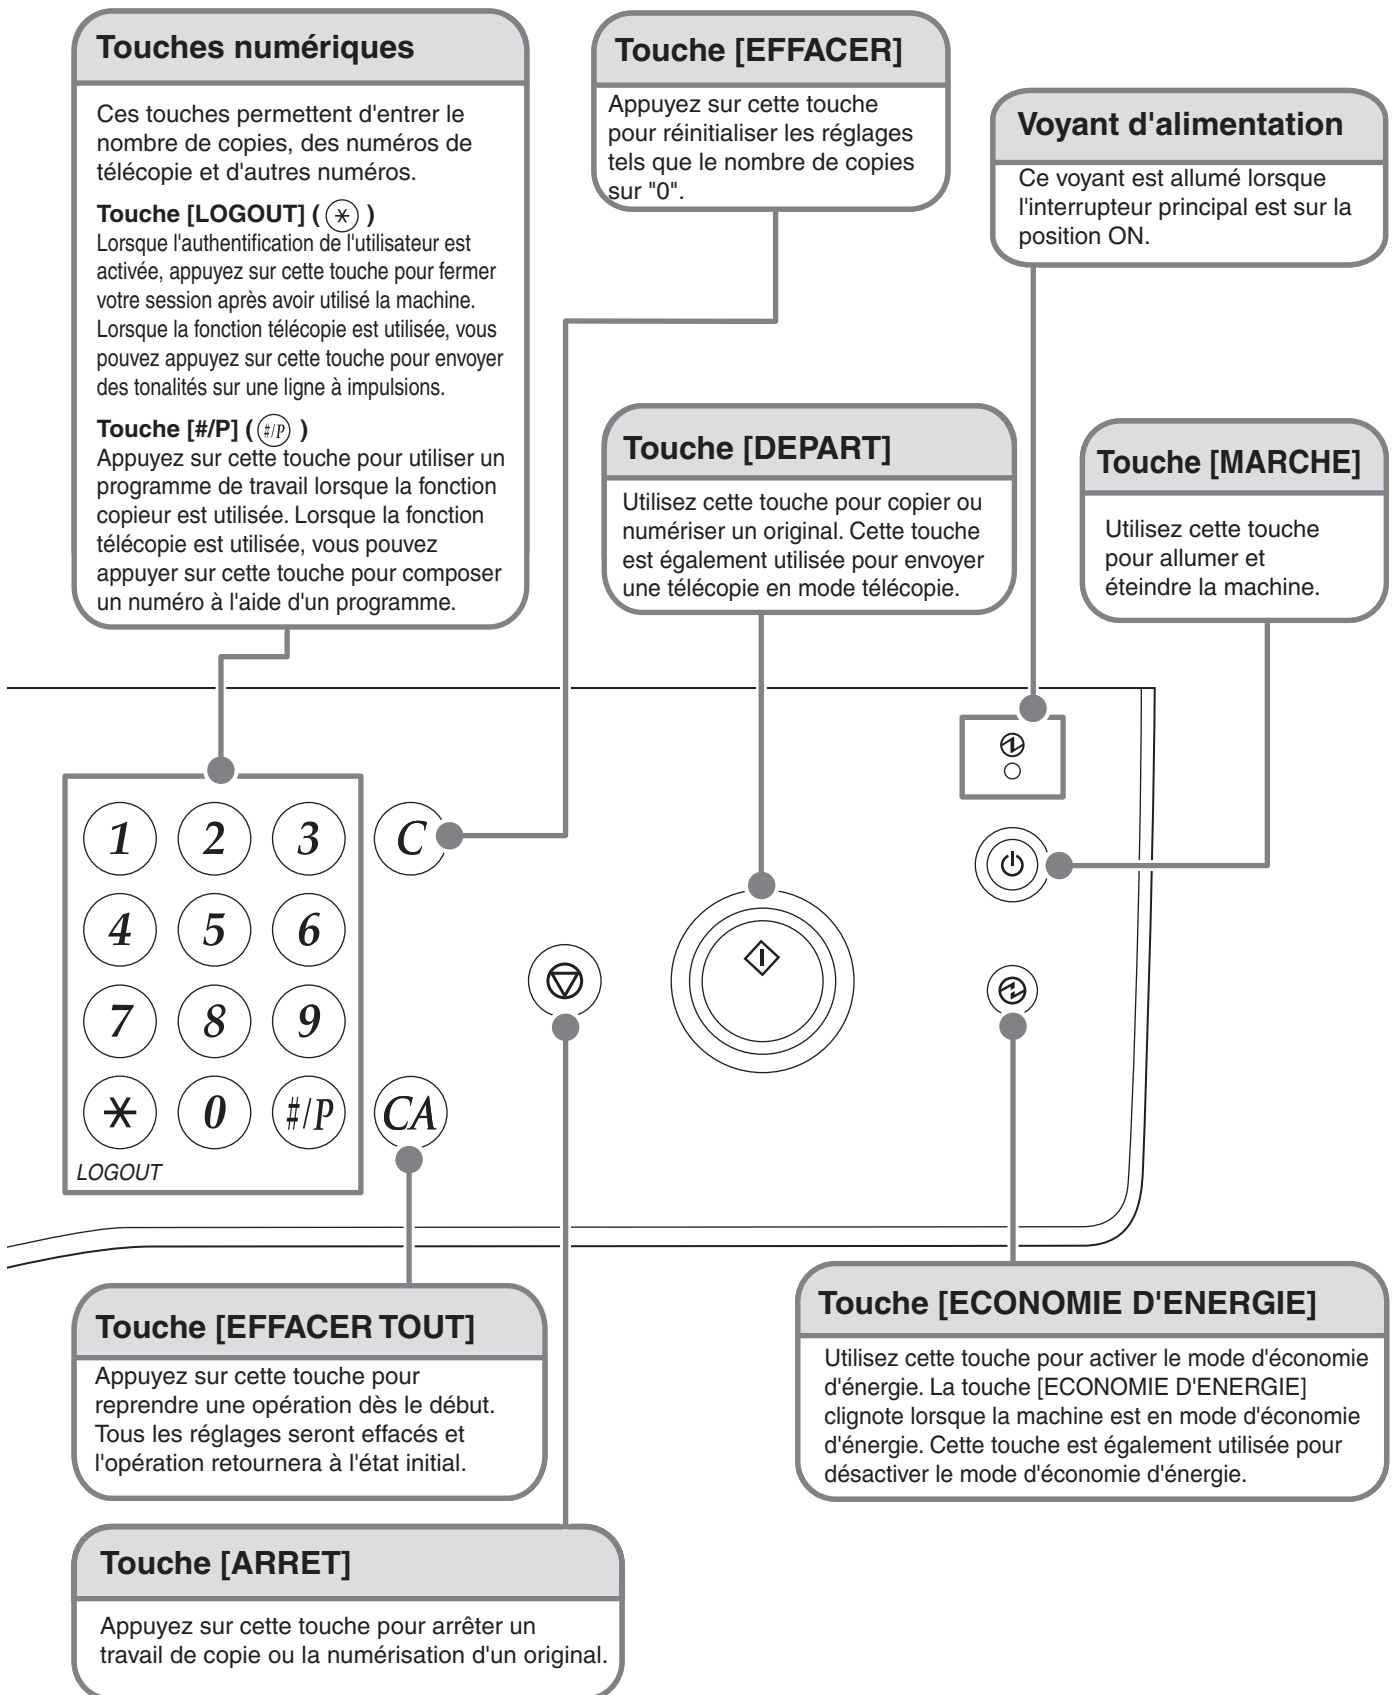 Touches numériques
Ces touches permettent d'entrer le
nombre de copies, des numéros de
télécopie et d'autres numéros.
Touche [LOGOUT] ( * )
Lorsque l'authentification de l'utilisateur est
activée, appuyez sur cette touche pour fermer
votre session après avoir utilisé la machine.
Lorsque la fonction télécopie est utilisée, vous
pouvez appuyez sur cette touche pour envoyer
des tonalités sur une ligne à impulsions.
Touche [#/P] ( #/P )
Appuyez sur cette touche pour utiliser un
programme de travail lorsque la fonction
copieur est utilisée. Lorsque la fonction
télécopie est utilisée, vous pouvez
appuyer sur cette touche pour composer
un numéro à l'aide d'un programme.
Touche [EFFACER]
Appuyez sur cette touche
pour réinitialiser les réglages
tels que le nombre de copies
sur "0".
Voyant d'alimentation
Ce voyant est allumé lorsque
l'interrupteur principal est sur la
position ON.
Touche [DEPART]
Utilisez cette touche pour copier ou
numériser un original. Cette touche
est également utilisée pour envoyer
une télécopie en mode télécopie.
Touche [MARCHE]
Utilisez cette touche
pour allumer et
éteindre la machine.
1 2 3 C
4 5 6
7 8 9
* 0 #/P CA
LOGOUT
Touche [EFFACER TOUT]
Appuyez sur cette touche pour
reprendre une opération dès le début.
Tous les réglages seront effacés et
l'opération retournera à l'état initial.
Touche [ECONOMIE D'ENERGIE]
Utilisez cette touche pour activer le mode d'économie
d'énergie. La touche [ECONOMIE D'ENERGIE]
clignote lorsque la machine est en mode d'économie
d'énergie. Cette touche est également utilisée pour
désactiver le mode d'économie d'énergie.
Touche [ARRET]
Appuyez sur cette touche pour arrêter un
travail de copie ou la numérisation d'un original.